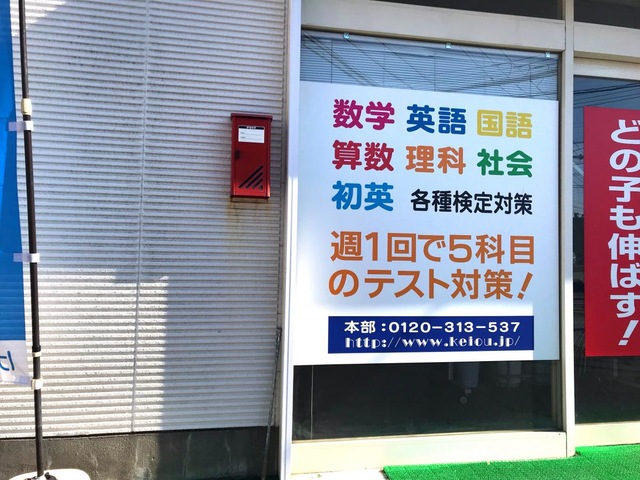 数学 英語 国語
算数 理科 社会
初英 各種検定対策
週1回で5科目
のテスト対策!
本部:0120-313-537
http://www.keiou.jp/
どの子も伸ばす!
は